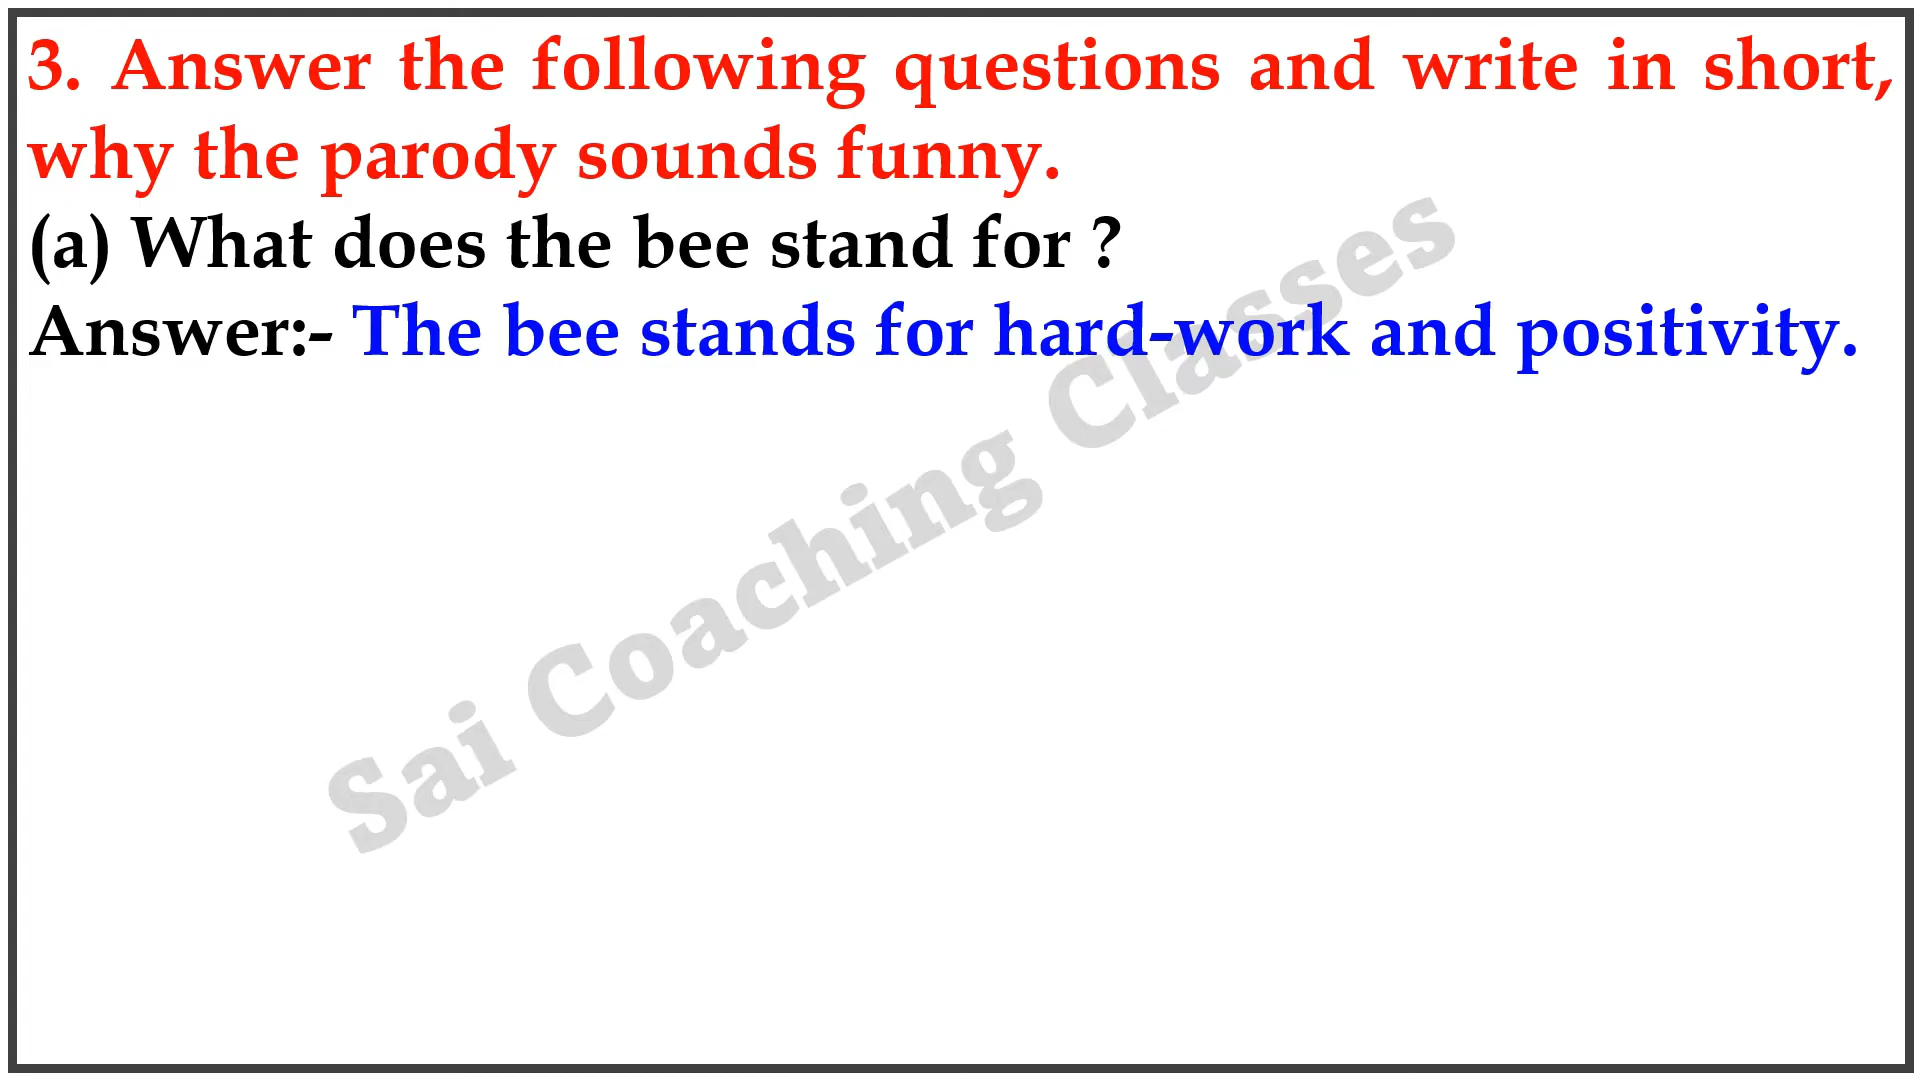 3. Answer the following questions and write in short,
why the parody sounds funny.
(a) What does the bee stand for ?
Answer:- The bee stands for hard-work and positivity.
Sai Coaching Classes